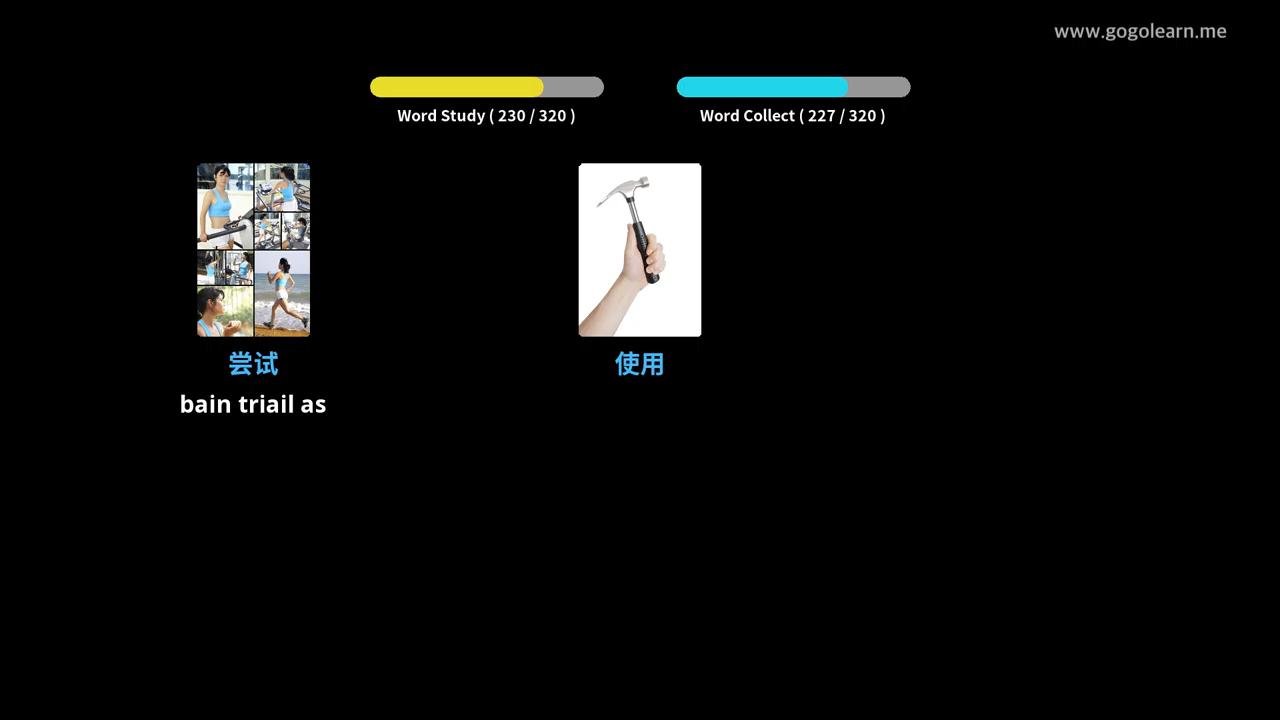 www.gogolearn.me
Word Study ( 230 / 320 )
Word Collect ( 227 / 320 )
尝试
使用
bain triail as